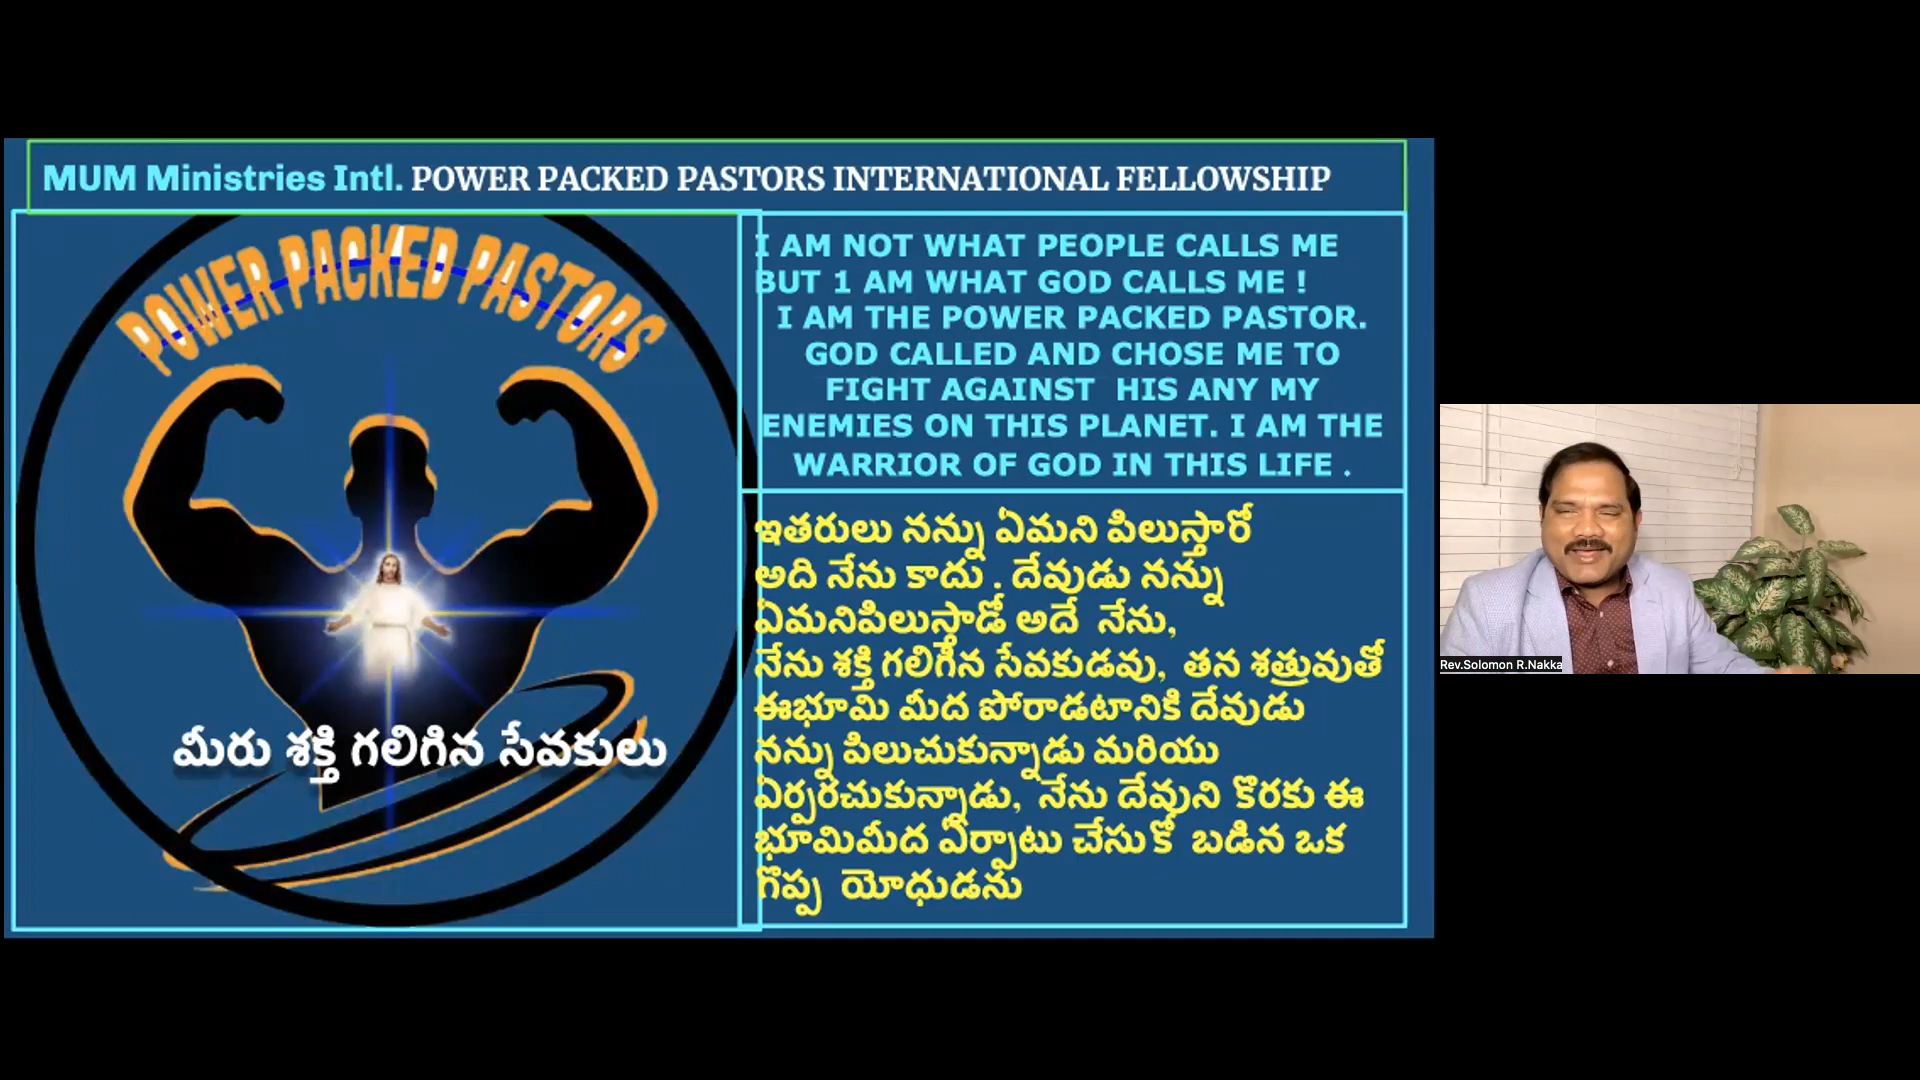 MUM Ministries Intl. POWER PACKED PASTORS INTERNATIONAL FELLOWSHIP
POWER PACKED PASTORS
మీరు శక్తి గలిగిన సేవకులు
I AM NOT WHAT PEOPLE CALLS ME
BUT 1 AM WHAT GOD CALLS ME !
I AM THE POWER PACKED PASTOR.
GOD CALLED AND CHOSE ME TO
FIGHT AGAINST HIS ANY MY
ENEMIES ON THIS PLANET. I AM THE
WARRIOR OF GOD IN THIS LIFE .
ఇతరులు నన్ను ఏమని పిలుస్తారో
అది నేను కాదు . దేవుడు నన్ను
ఏమనిపిలుస్తాడో అదే నేను,
నేను శక్తి గలిగిన సేవకుడవు, తన శత్రువుతో
ఈభూమి మీద పోరాడటానికి దేవుడు
నన్ను పిలుచుకున్నాడు మరియు
ఏర్పరచుకున్నాడు, నేను దేవుని కొరకు ఈ
భూమిమీద ఏర్పాటు చేసుకో బడిన ఒక
గొప్ప యోధుడను
Rev.Solomon R.Nakka